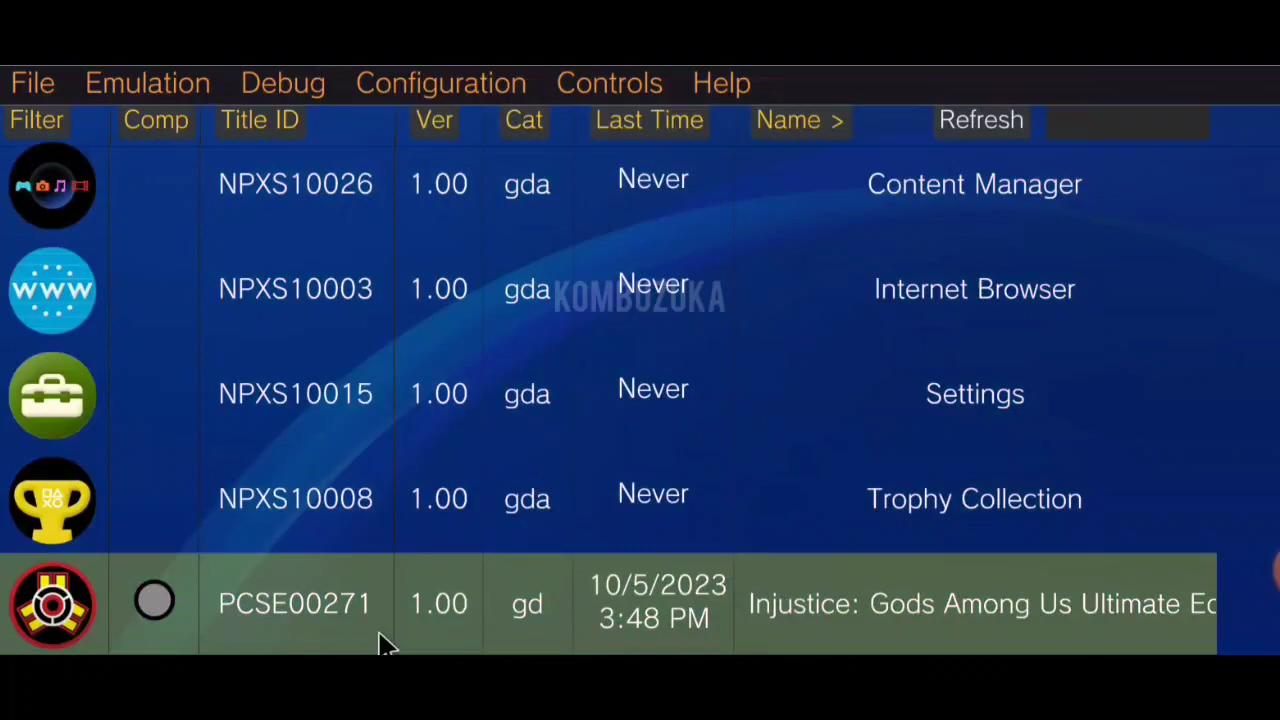 File Emulation Debug Configuration Controls Help
Filter Comp Title ID Ver Cat Last Time Name > Refresh
NPXS10026 1.00 gda Never Content Manager
WWW NPXS10003 1.00 gda Never Internet Browser
KOMBOZUKA
NPXS10015 1.00 gda Never Settings
NPXS10008 1.00 gda Never Trophy Collection
PCSE00271 1.00 gd 10/5/2023 Injustice: Gods Among Us Ultimate Ed
3:48 PM